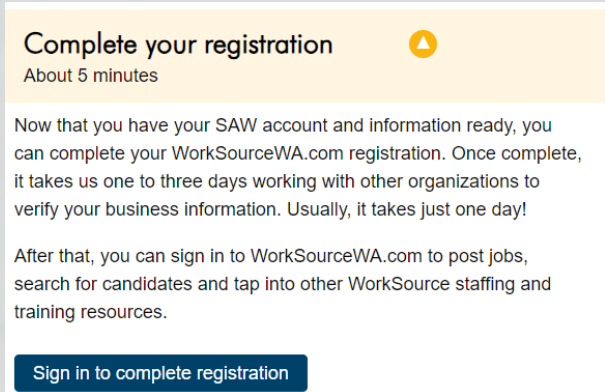 Complete your registration
About 5 minutes
Now that you have your SAW account and information ready, you
can complete your WorkSourceWA.com registration. Once complete,
it takes us one to three days working with other organizations to
verify your business information. Usually, it takes just one day!
After that, you can sign in to WorkSourceWA.com to post jobs,
search for candidates and tap into other WorkSource staffing and
training resources.
Sign in to complete registration